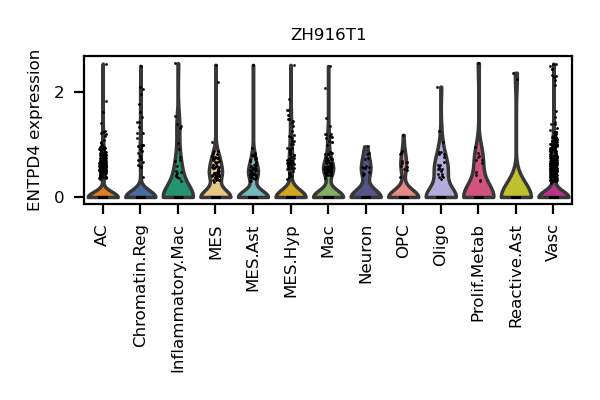 ZH916T1
ENTPD4 expression
2
0
AC
Chromatin.Reg
Inflammatory.Mac
MES
MES.Ast
MES.Hyp
Mac
Neuron
OPC
Oligo
Prolif.Metab
Reactive.Ast
Vasc